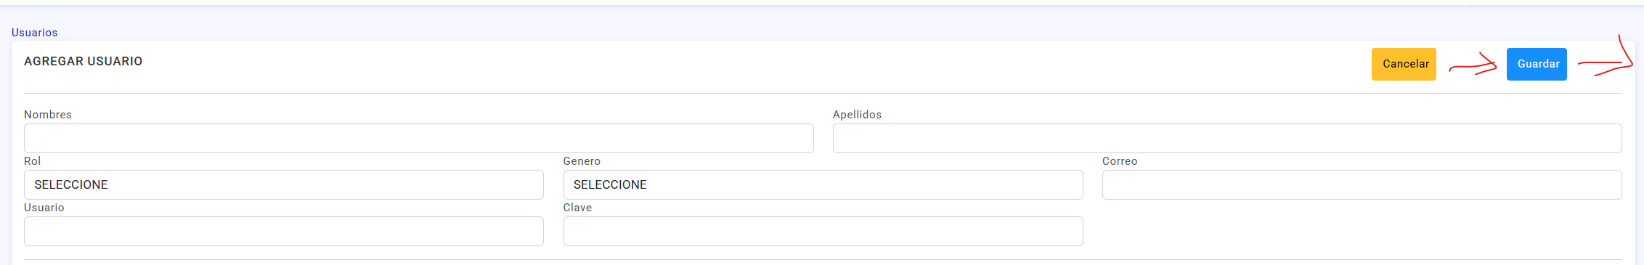 Usuarios
AGREGAR USUARIO Cancelar Guardar
Nombres Apellidos
Rol Genero Correo
SELECCIONE SELECCIONE
Usuario Clave